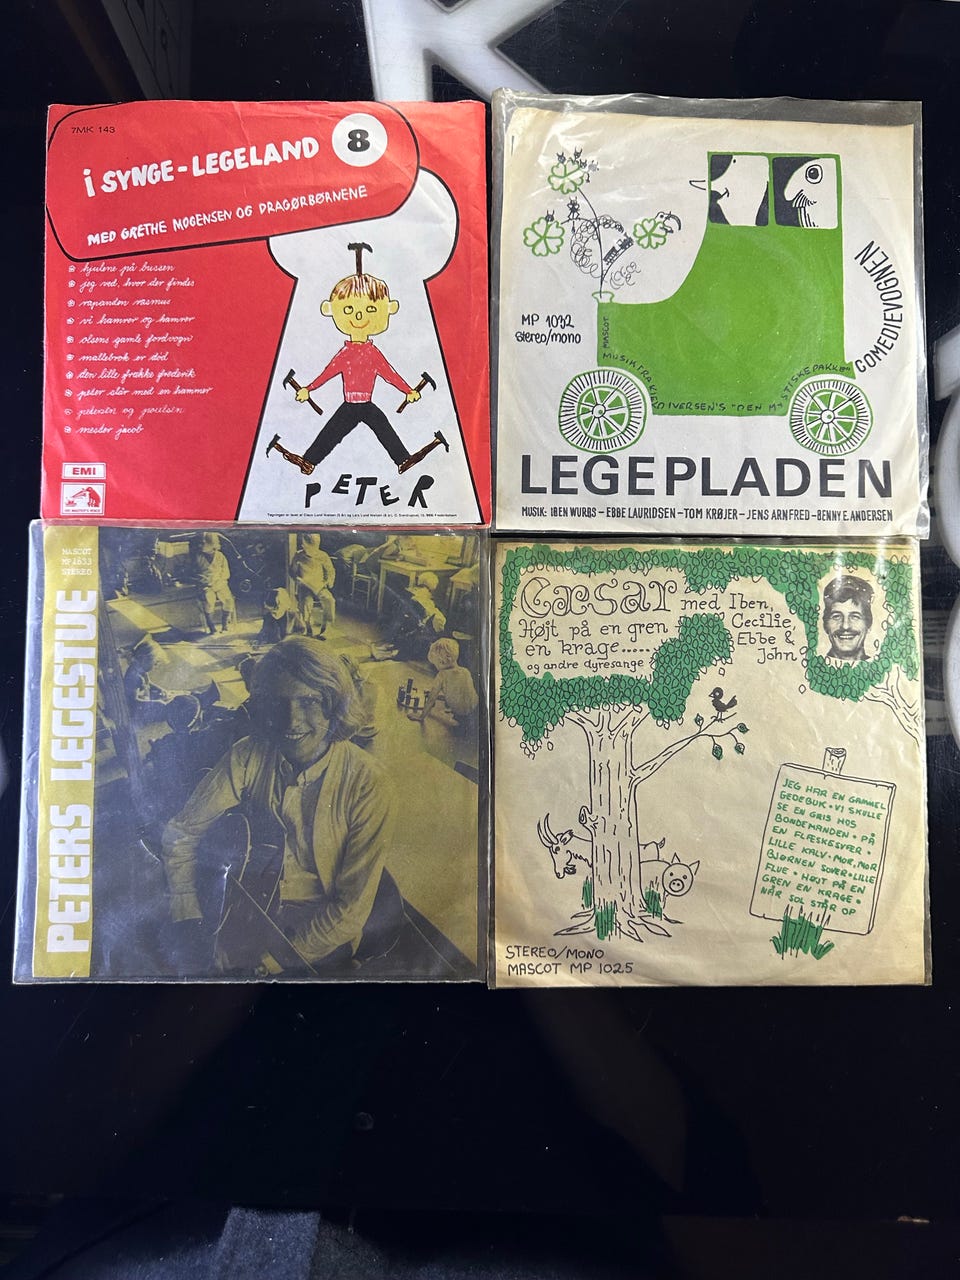 7MK 143
i SYNGE-LEGELAND
8
MED GRETHE MOGENSEN OG DRAGØRBØRNENE
hjulene på bussen
jeg ved, hvor der findes
rapanden rasmus
vi hamrer og hamrer
olsens gamle fordvogn
mallebrok er død
den lille frække frederik
peter slår med en hammer
pedersen og poulsen
mester jacob
EMI
HIS MASTER'S VOICE
PETER
MP 1032
Stereo/mono
MASCOT
COMEDIEVOGNEN
LEGEPLADEN
MUSIK: IBEN WURBS - EBBE LAURIDSEN - TOM KRØJER - JENS ARNFRED - BENNY E. ANDERSEN
MASCOT
MP 1633
STEREO
PETERS LEGESTUE
Cæsar med Iben,
Cecilie,
Ebbe &
John
Højt på en gren
en krage.....
og andre dyresange
JEG HAR EN GAMMEL
GEDEBUK • VI SKULLE
SE EN GRIS HOS
BONDEMANDEN • PÅ
EN FLÆSKESVÆR •
LILLE KALV • MOR, MOR
BJØRNEN SOVER • LILLE
FLUE • HØJT PÅ EN
GREN EN KRAGE •
NÅR SOL STÅR OP
STEREO/MONO
MASCOT MP 1025